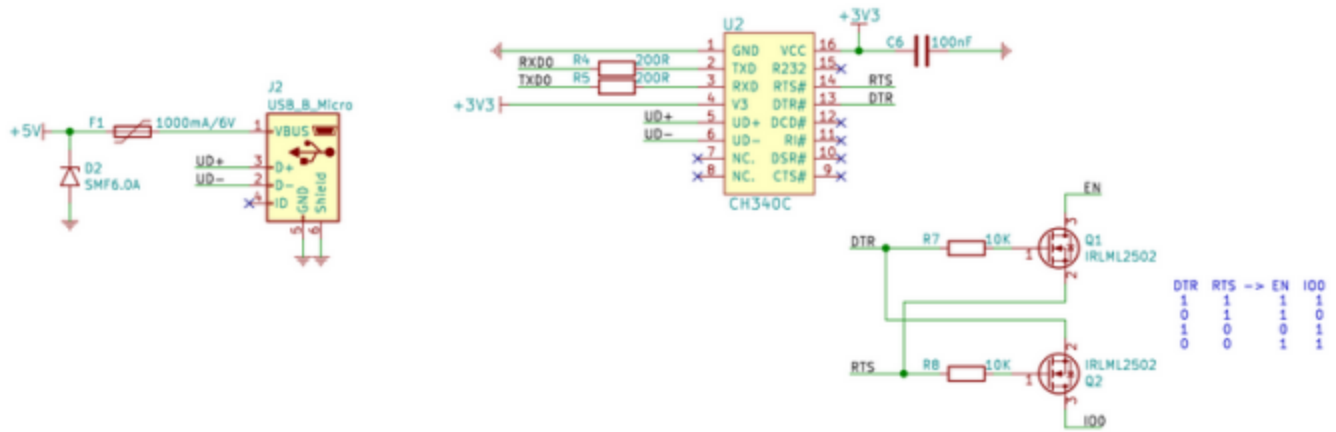 +5V
F1
1000mA/6V
D2
SMF6.0A
J2
USB_B_Micro
1 VBUS
UD+ 3 D+
UD- 2 D-
4 ID
GND
Shield
5 6
U2
+3V3
C6 100nF
1 GND VCC 16
RXD0 R4 200R 2 TXD R232 15
TXD0 R5 200R 3 RXD RTS# 14 RTS
+3V3 4 V3 DTR# 13 DTR
UD+ 5 UD+ DCD# 12
UD- 6 UD- RI# 11
7 NC. DSR# 10
8 NC. CTS# 9
CH340C
EN
3
DTR R7 10K 1 Q1
IRLML2502
2
2
RTS R8 10K 1 IRLML2502
Q2
3
IO0
DTR RTS -> EN IO0
1 1 1 1
0 1 1 0
1 0 0 1
0 0 1 1